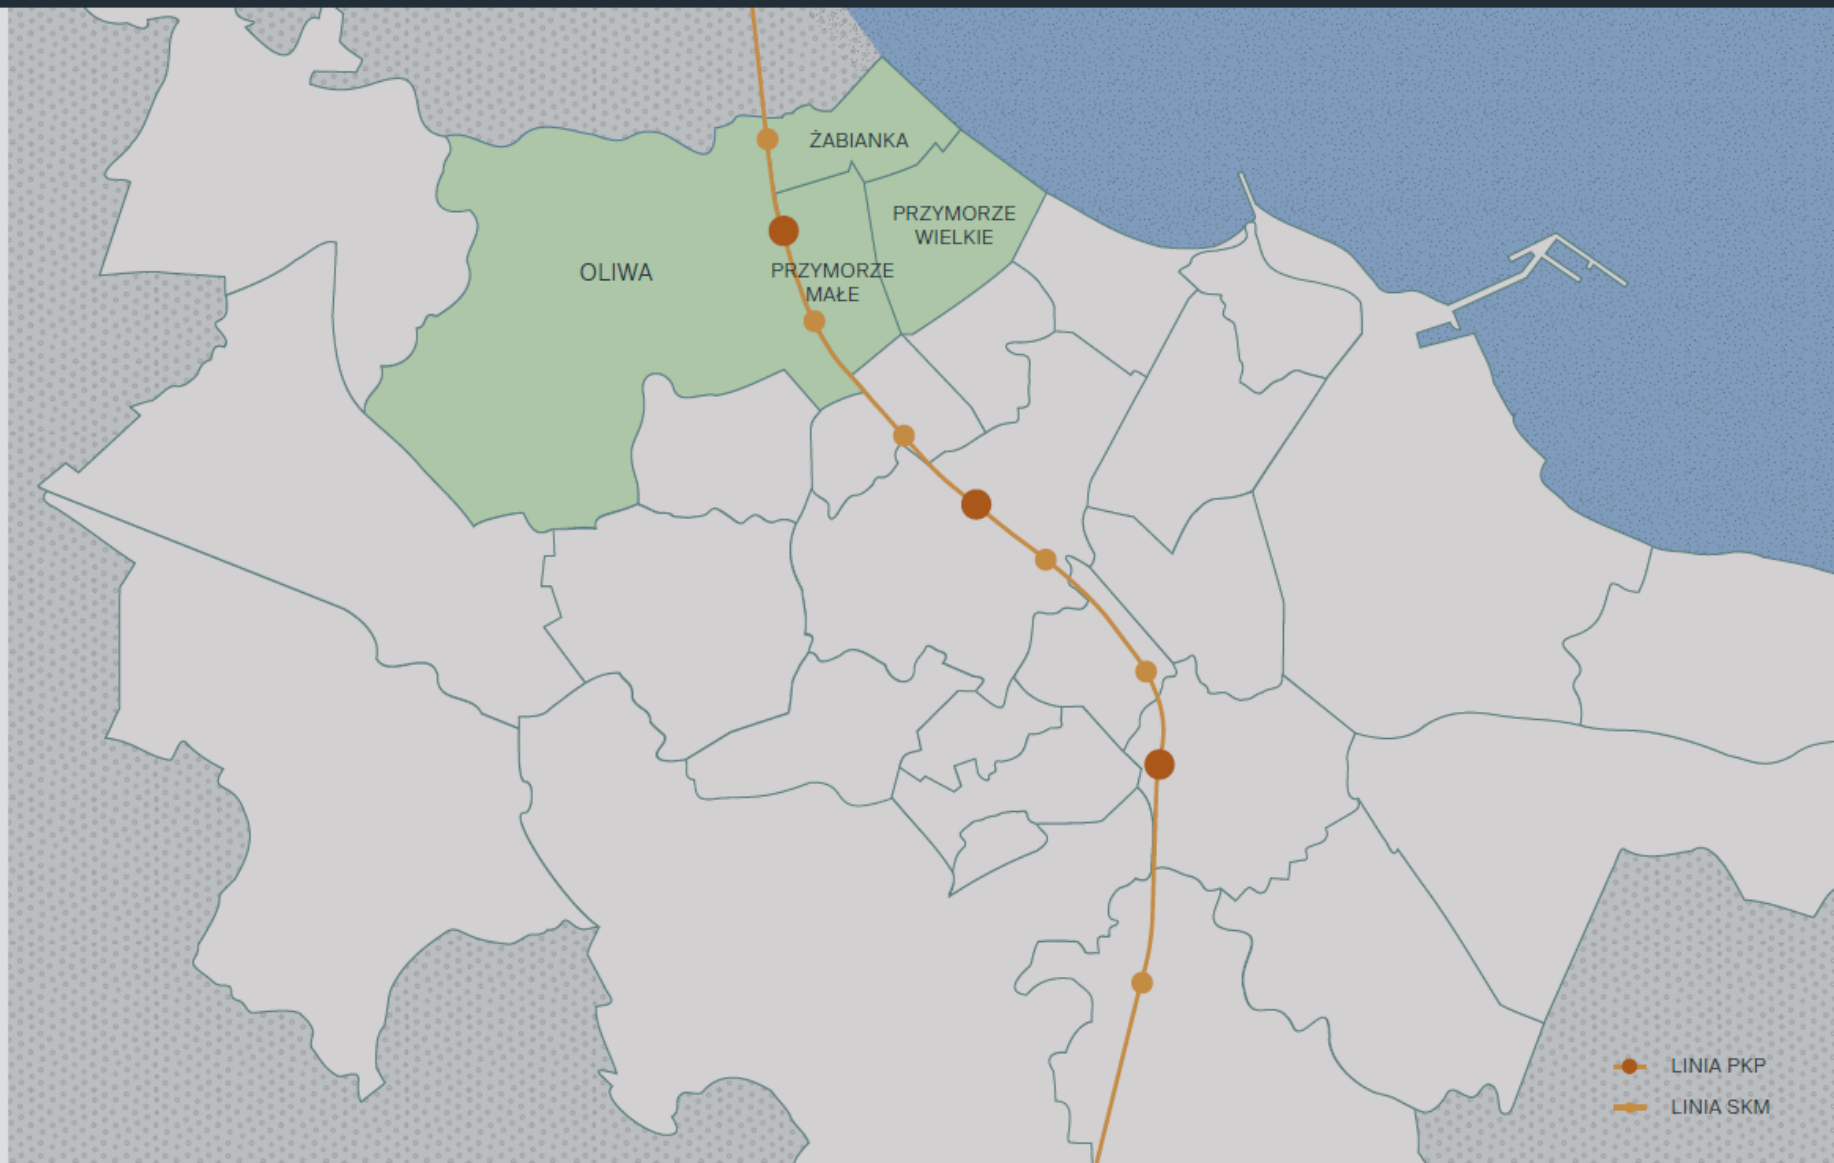 ŻABIANKA
PRZYMORZE
WIELKIE
OLIWA
PRZYMORZE
MAŁE
LINIA PKP
LINIA SKM